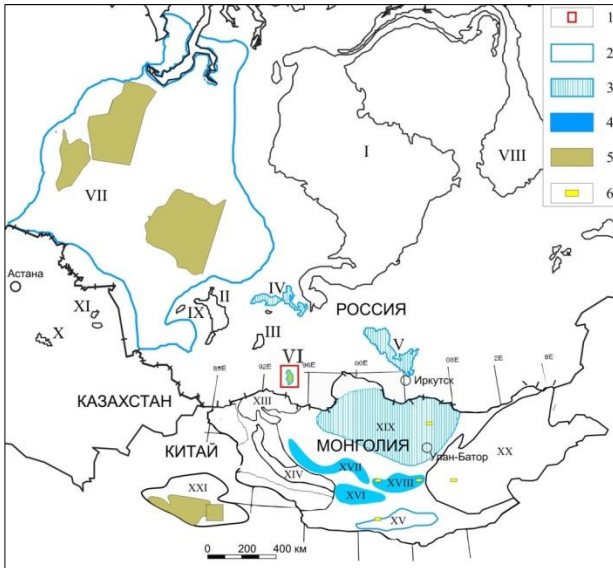 1
2
3
4
5
6
I
VIII
VII
Астана
XI
X
IX
II
IV
III
РОССИЯ
VI
V
Иркутск
92E
96E
КАЗАХСТАН
XIII
КИТАЙ
XIX
МОНГОЛИЯ
Улан-Батор
XX
XVII
XIV
XVIII
XVI
XXI
XV
0 200 400 км